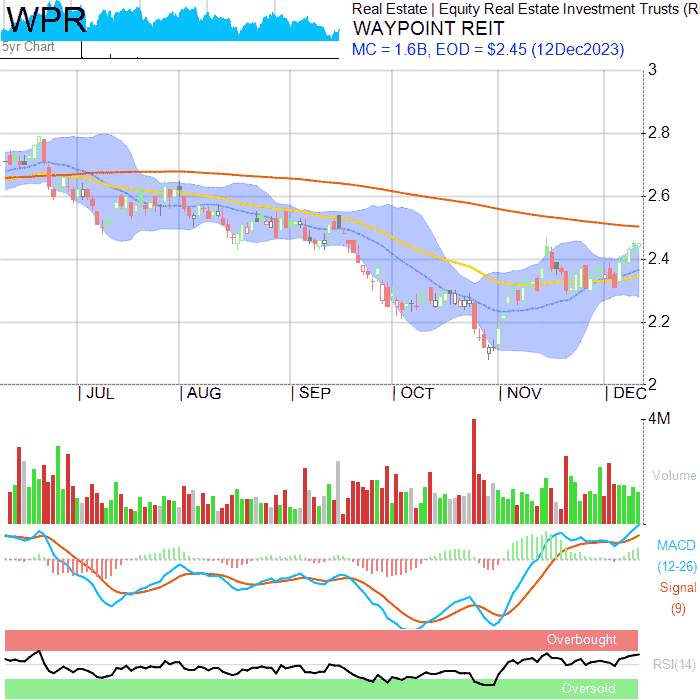 WPR
5yr Chart
Real Estate | Equity Real Estate Investment Trusts (R
WAYPOINT REIT
MC = 1.6B, EOD = $2.45 (12Dec2023)
3
2.8
2.6
2.4
2.2
2
| JUL | AUG | SEP | OCT | NOV | DEC
4M
Volume
MACD
(12-26)
Signal
(9)
Overbought
RSI(14)
Oversold